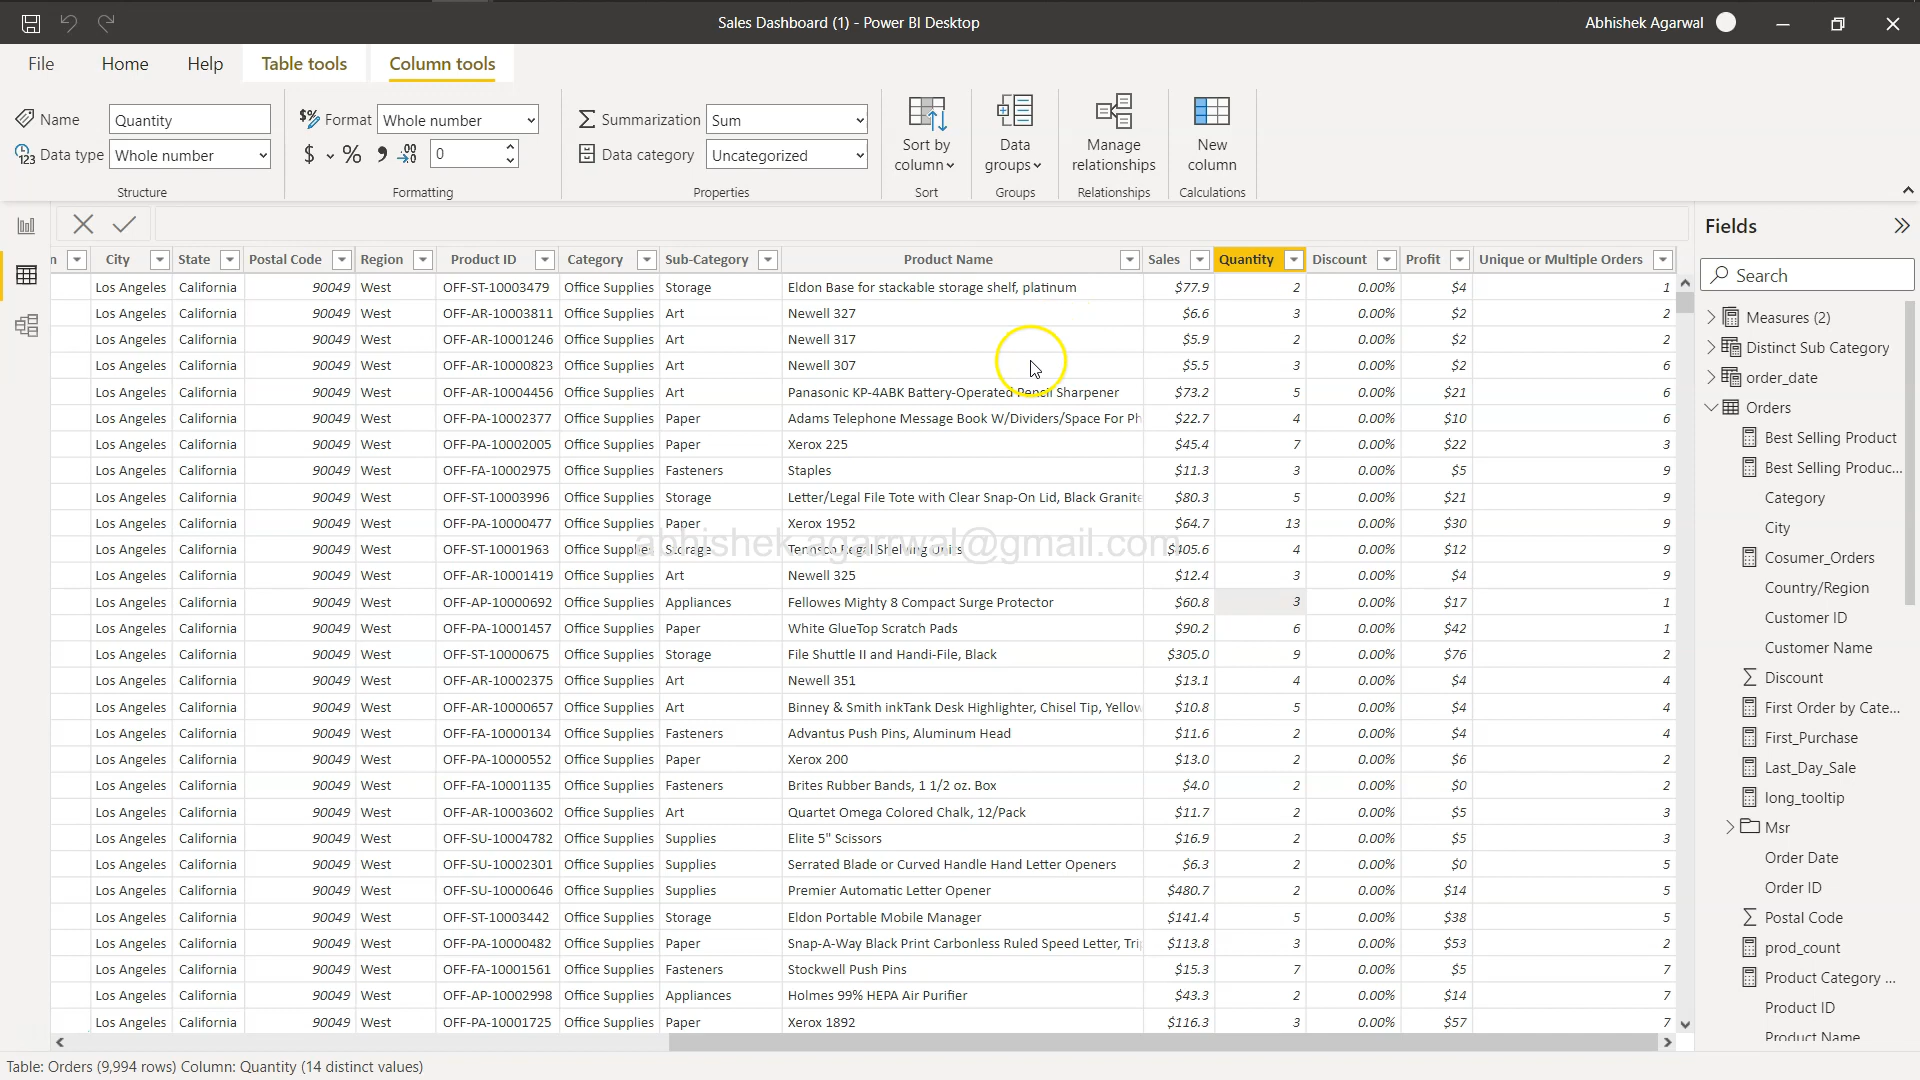 Sales Dashboard (1) - Power BI Desktop
Abhishek Agarwal
File Home Help Table tools Column tools
Name Quantity
Data type Whole number
Structure
Format Whole number
$ % 0
Formatting
Summarization Sum
Data category Uncategorized
Properties
Sort by column
Sort
Data groups
Groups
Manage relationships
Relationships
New column
Calculations
n City State Postal Code Region Product ID Category Sub-Category Product Name Sales Quantity Discount Profit Unique or Multiple Orders
Los Angeles California 90049 West OFF-ST-10003479 Office Supplies Storage Eldon Base for stackable storage shelf, platinum $77.9 2 0.00% $4 1
Los Angeles California 90049 West OFF-AR-10003811 Office Supplies Art Newell 327 $6.6 3 0.00% $2 2
Los Angeles California 90049 West OFF-AR-10001246 Office Supplies Art Newell 317 $5.9 2 0.00% $2 2
Los Angeles California 90049 West OFF-AR-10000823 Office Supplies Art Newell 307 $5.5 3 0.00% $2 6
Los Angeles California 90049 West OFF-AR-10004456 Office Supplies Art Panasonic KP-4ABK Battery-Operated Pencil Sharpener $73.2 5 0.00% $21 6
Los Angeles California 90049 West OFF-PA-10002377 Office Supplies Paper Adams Telephone Message Book W/Dividers/Space For Ph $22.7 4 0.00% $10 6
Los Angeles California 90049 West OFF-PA-10002005 Office Supplies Paper Xerox 225 $45.4 7 0.00% $22 3
Los Angeles California 90049 West OFF-FA-10002975 Office Supplies Fasteners Staples $11.3 3 0.00% $5 9
Los Angeles California 90049 West OFF-ST-10003996 Office Supplies Storage Letter/Legal File Tote with Clear Snap-On Lid, Black Granite $80.3 5 0.00% $21 9
Los Angeles California 90049 West OFF-PA-10000477 Office Supplies Paper Xerox 1952 $64.7 13 0.00% $30 9
abhishek.agarrwal@gmail.com
Los Angeles California 90049 West OFF-ST-10001963 Office Supplies Storage Tennsco Regal Shelving Units $405.6 4 0.00% $12 9
Los Angeles California 90049 West OFF-AR-10001419 Office Supplies Art Newell 325 $12.4 3 0.00% $4 9
Los Angeles California 90049 West OFF-AP-10000692 Office Supplies Appliances Fellowes Mighty 8 Compact Surge Protector $60.8 3 0.00% $17 1
Los Angeles California 90049 West OFF-PA-10001457 Office Supplies Paper White GlueTop Scratch Pads $90.2 6 0.00% $42 1
Los Angeles California 90049 West OFF-ST-10000675 Office Supplies Storage File Shuttle II and Handi-File, Black $305.0 9 0.00% $76 2
Los Angeles California 90049 West OFF-AR-10002375 Office Supplies Art Newell 351 $13.1 4 0.00% $4 4
Los Angeles California 90049 West OFF-AR-10000657 Office Supplies Art Binney & Smith inkTank Desk Highlighter, Chisel Tip, Yellow $10.8 5 0.00% $4 4
Los Angeles California 90049 West OFF-FA-10000134 Office Supplies Fasteners Advantus Push Pins, Aluminum Head $11.6 2 0.00% $4 4
Los Angeles California 90049 West OFF-PA-10000552 Office Supplies Paper Xerox 200 $13.0 2 0.00% $6 2
Los Angeles California 90049 West OFF-FA-10001135 Office Supplies Fasteners Brites Rubber Bands, 1 1/2 oz. Box $4.0 2 0.00% $0 2
Los Angeles California 90049 West OFF-AR-10003602 Office Supplies Art Quartet Omega Colored Chalk, 12/Pack $11.7 2 0.00% $5 3
Los Angeles California 90049 West OFF-SU-10004782 Office Supplies Supplies Elite 5" Scissors $16.9 2 0.00% $5 3
Los Angeles California 90049 West OFF-SU-10002301 Office Supplies Supplies Serrated Blade or Curved Handle Hand Letter Openers $6.3 2 0.00% $0 5
Los Angeles California 90049 West OFF-SU-10000646 Office Supplies Supplies Premier Automatic Letter Opener $480.7 2 0.00% $14 5
Los Angeles California 90049 West OFF-ST-10003442 Office Supplies Storage Eldon Portable Mobile Manager $141.4 5 0.00% $38 5
Los Angeles California 90049 West OFF-PA-10000482 Office Supplies Paper Snap-A-Way Black Print Carbonless Ruled Speed Letter, Tri $113.8 3 0.00% $53 2
Los Angeles California 90049 West OFF-FA-10001561 Office Supplies Fasteners Stockwell Push Pins $15.3 7 0.00% $5 7
Los Angeles California 90049 West OFF-AP-10002998 Office Supplies Appliances Holmes 99% HEPA Air Purifier $43.3 2 0.00% $14 7
Los Angeles California 90049 West OFF-PA-10001725 Office Supplies Paper Xerox 1892 $116.3 3 0.00% $57 7
Fields
Search
Measures (2)
Distinct Sub Category
order_date
Orders
Best Selling Product
Best Selling Produc...
Category
City
Cosumer_Orders
Country/Region
Customer ID
Customer Name
Discount
First Order by Cate...
First_Purchase
Last_Day_Sale
long_tooltip
Msr
Order Date
Order ID
Postal Code
prod_count
Product Category ...
Product ID
Product Name
Table: Orders (9,994 rows) Column: Quantity (14 distinct values)